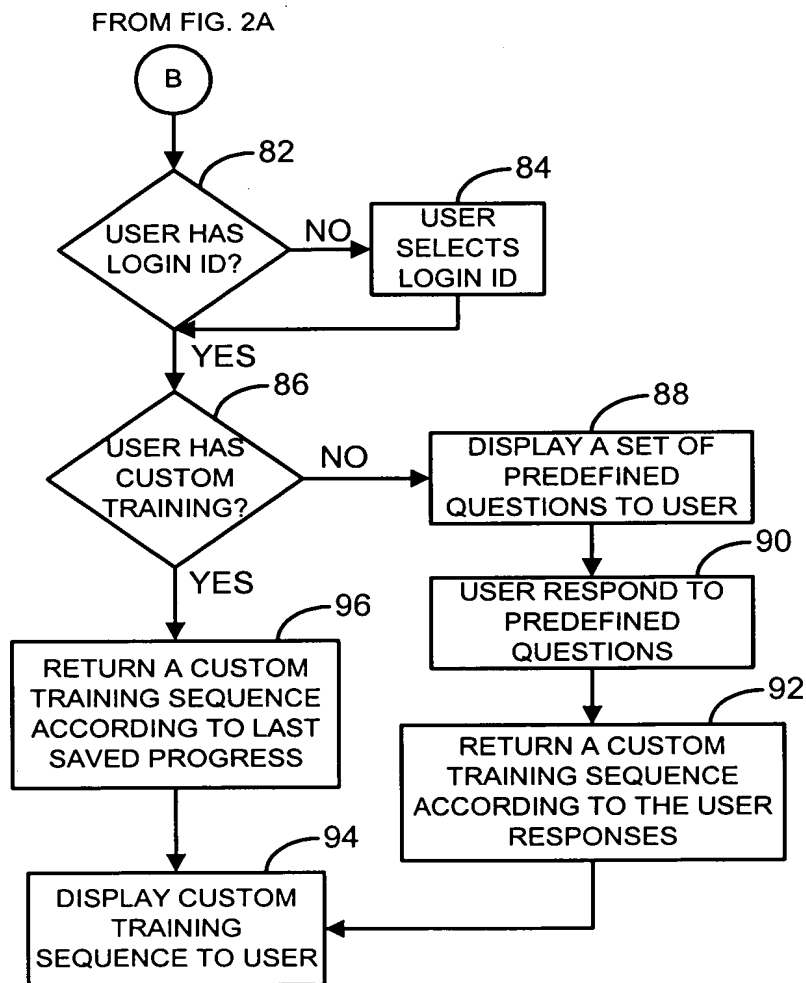 FROM FIG. 2A
B
82
USER HAS
LOGIN ID?
NO
84
USER
SELECTS
LOGIN ID
YES
86
USER HAS
CUSTOM
TRAINING?
NO
88
DISPLAY A SET OF
PREDEFINED
QUESTIONS TO USER
90
USER RESPOND TO
PREDEFINED
QUESTIONS
YES
96
RETURN A CUSTOM
TRAINING SEQUENCE
ACCORDING TO LAST
SAVED PROGRESS
92
RETURN A CUSTOM
TRAINING SEQUENCE
ACCORDING TO THE USER
RESPONSES
94
DISPLAY CUSTOM
TRAINING
SEQUENCE TO USER